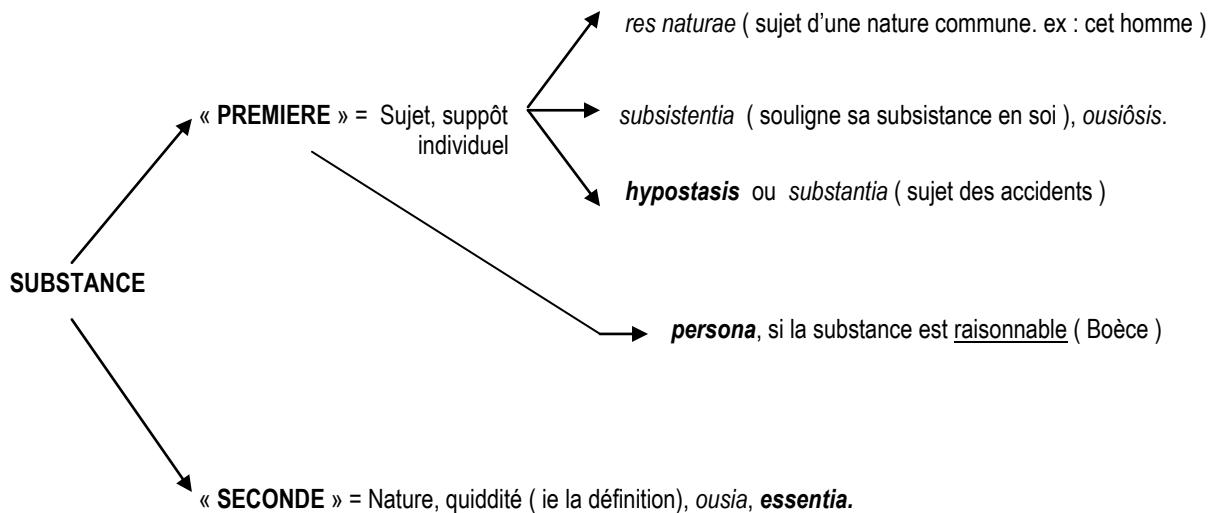 res naturae ( sujet d’une nature commune. ex : cet homme )
« PREMIERE » = Sujet, suppôt
individuel
subsistentia ( souligne sa subsistance en soi ), ousiôsis.
hypostasis ou substantia ( sujet des accidents )
SUBSTANCE
persona, si la substance est raisonnable ( Boèce )
« SECONDE » = Nature, quiddité ( ie la définition), ousia, essentia.